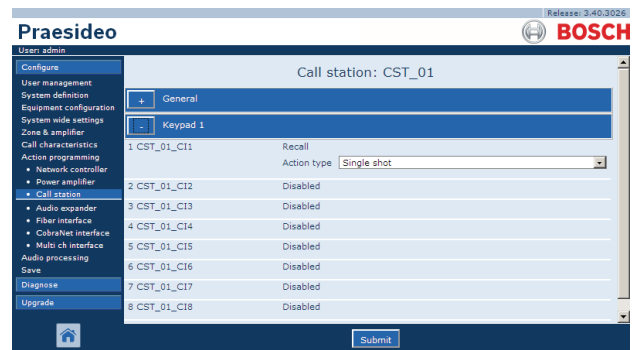 Release: 3.40.3026
Praesideo
BOSCH
User: admin
Configure
User management
System definition
Equipment configuration
System wide settings
Zone & amplifier
Call characteristics
Action programming
• Network controller
• Power amplifier
• Call station
• Audio expander
• Fiber interface
• CobraNet interface
• Multi ch interface
Audio processing
Save
Diagnose
Upgrade
Call station: CST_01
+ General
- Keypad 1
1 CST_01_CI1 Recall
Action type Single shot
2 CST_01_CI2 Disabled
3 CST_01_CI3 Disabled
4 CST_01_CI4 Disabled
5 CST_01_CI5 Disabled
6 CST_01_CI6 Disabled
7 CST_01_CI7 Disabled
8 CST_01_CI8 Disabled
Submit